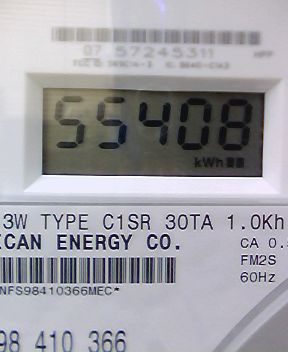 07 57245311
55408
kWh
3W TYPE C1SR 30TA 1.0Kh
ICAN ENERGY CO.
CA 0.
FM2S
60Hz
NFS98410366MEC*
98 410 366